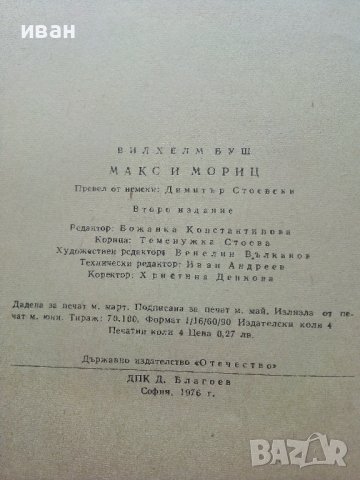 иван
ВИЛХЕЛМ БУШ
МАКС И МОРИЦ
Превел от немски: Димитър Стоевски
Второ издание
Редактор: Божанка Константинова
Корица: Теменужка Стоева
Художествен редактор: Венелин Вълканов
Технически редактор: Иван Андреев
Коректор: Христина Денкова
Дадена за печат м. март. Подписана за печат м. май. Излязла от пе-
чат м. юни. Тираж: 70.100. Формат 1/16/60/90 Издателски коли 4
Печатни коли 4 Цена 0,27 лв.
Държавно издателство «Отечество»
ДПК Д. Благоев
София, 1976 г.
BAZAR